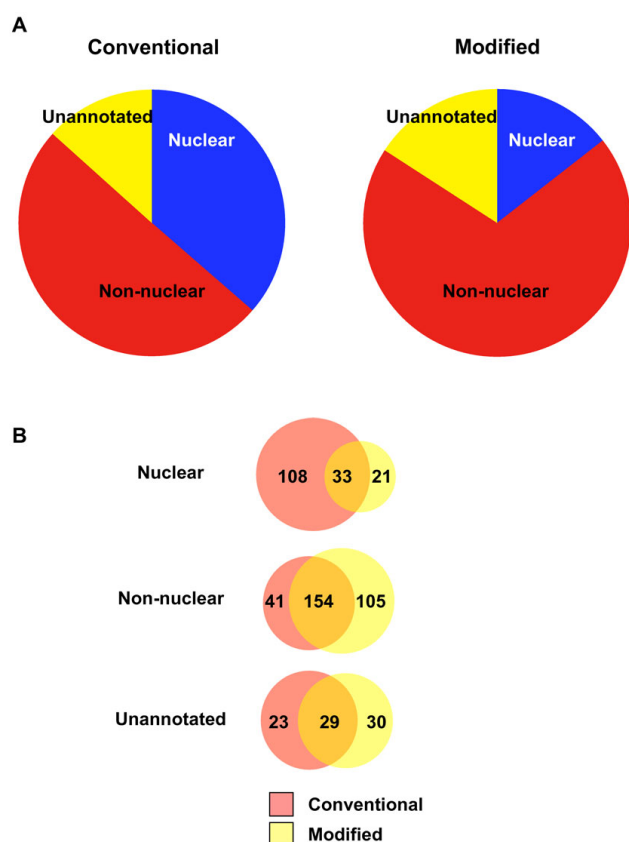 A
Conventional
Modified
Unannotated
Nuclear
Non-nuclear
Unannotated
Nuclear
Non-nuclear
B
Nuclear
108 33 21
Non-nuclear
41 154 105
Unannotated
23 29 30
Conventional
Modified